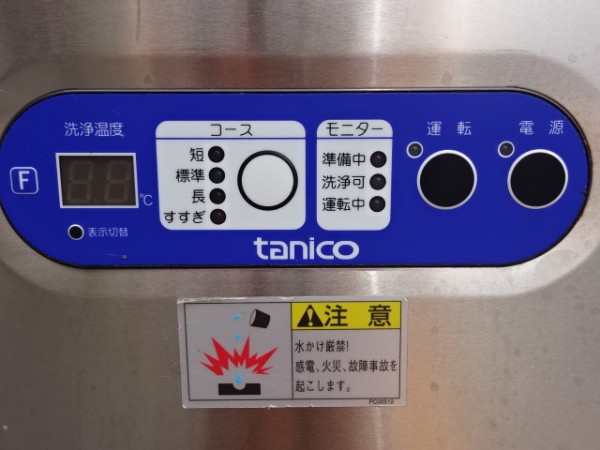 洗浄温度
F
℃
表示切替
コース
短
標準
長
すすぎ
モニター
準備中
洗浄可
運転中
運転
電源
tanico
注意
水かけ厳禁!
感電、火災、故障事故を
起こします。